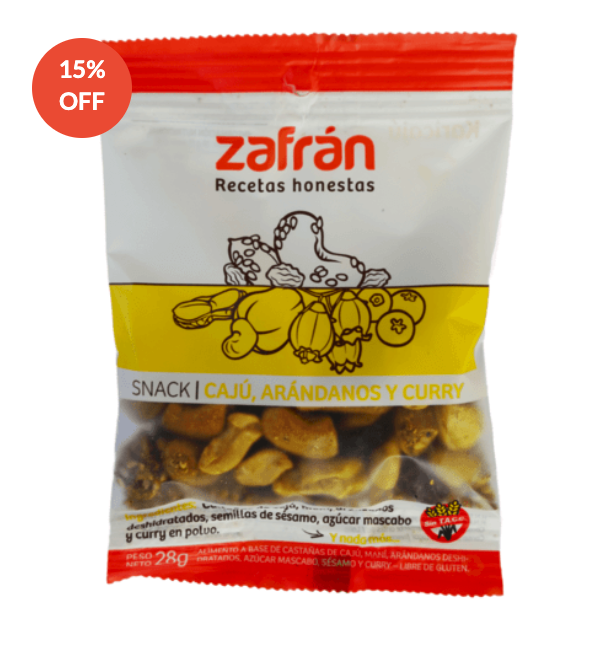 15%
OFF
zafrán
Recetas honestas
SNACK | CAJÚ, ARÁNDANOS Y CURRY
deshidratados, semillas de sésamo, azúcar mascabo
y curry en polvo.
Y nada más...
Sin T.A.C.C.
PESO
NETO 28g
ALIMENTO A BASE DE CASTAÑAS DE CAJÚ, MANÍ, ARÁNDANOS DESHI-
DRATADOS, AZÚCAR MASCABO, SÉSAMO Y CURRY - LIBRE DE GLUTEN.